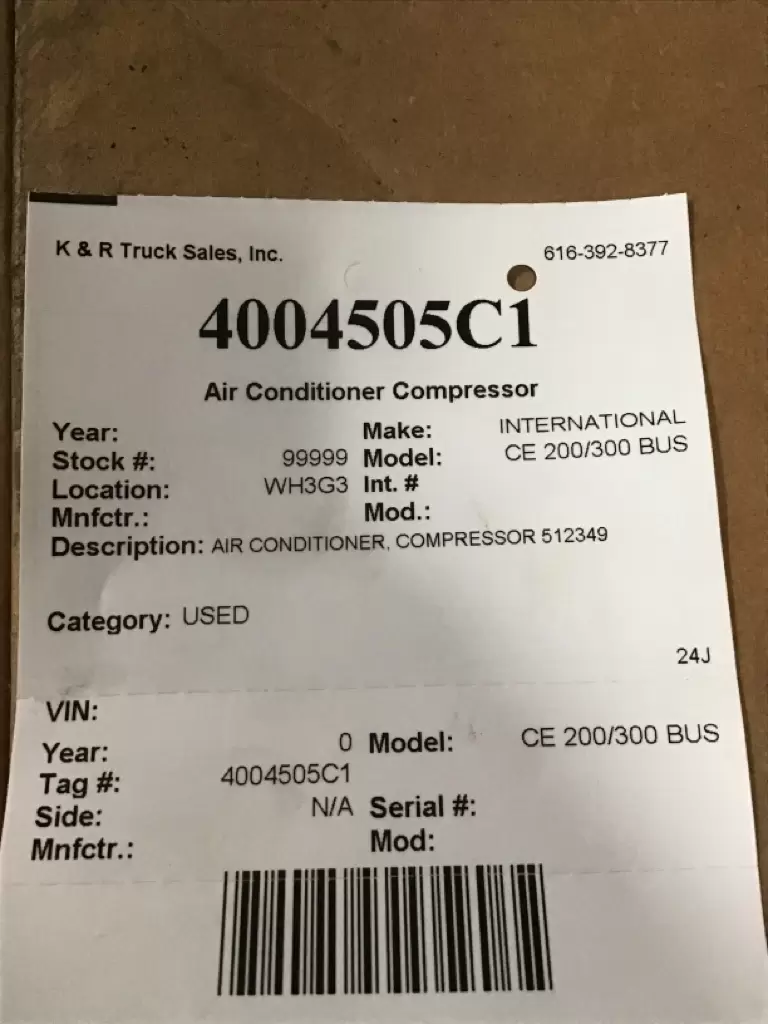 K & R Truck Sales, Inc. 616-392-8377
4004505C1
Air Conditioner Compressor
Year: Make: INTERNATIONAL
Stock #: 99999 Model: CE 200/300 BUS
Location: WH3G3 Int. #
Mnfctr.: Mod.:
Description: AIR CONDITIONER, COMPRESSOR 512349
Category: USED
24J
VIN:
Year: 0 Model: CE 200/300 BUS
Tag #: 4004505C1
Side: N/A Serial #:
Mnfctr.: Mod: